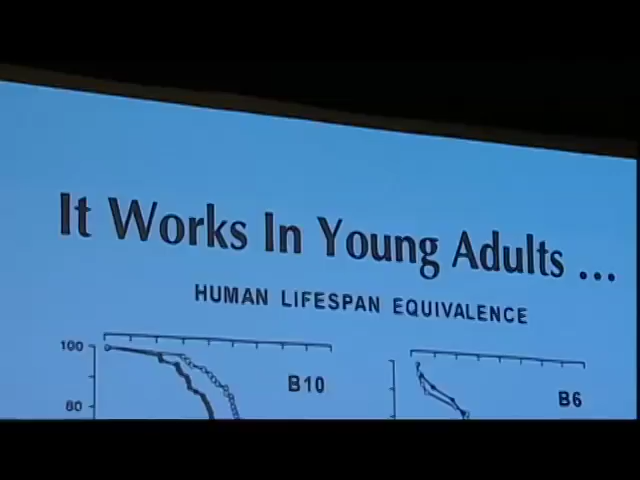 It Works In Young Adults ...
HUMAN LIFESPAN EQUIVALENCE
100
B10
80
B6